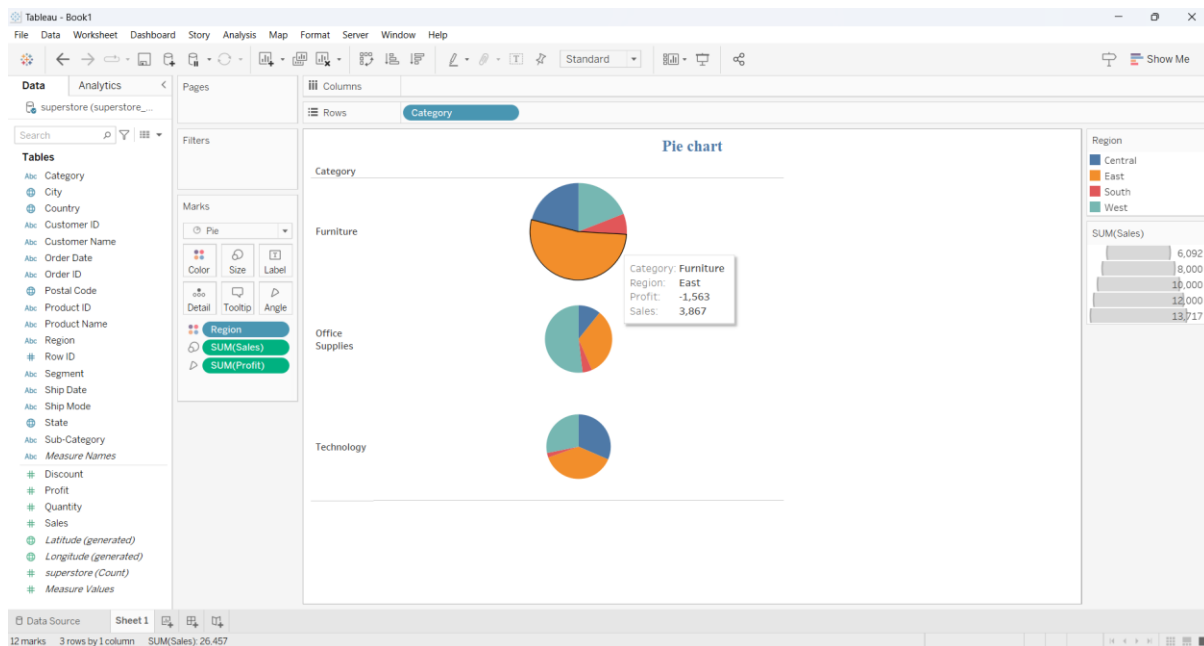 Tableau - Book1
File Data Worksheet Dashboard Story Analysis Map Format Server Window Help
Standard
Show Me
Data Analytics
superstore (superstore_...
Search
Tables
Abc Category
City
Country
Abc Customer ID
Abc Customer Name
Abc Order Date
Abc Order ID
Postal Code
Abc Product ID
Abc Product Name
Abc Region
# Row ID
Abc Segment
Abc Ship Date
Abc Ship Mode
State
Abc Sub-Category
Abc Measure Names
# Discount
# Profit
# Quantity
# Sales
Latitude (generated)
Longitude (generated)
# superstore (Count)
# Measure Values
Pages
Filters
Marks
Pie
Color Size Label
Detail Tooltip Angle
Region
SUM(Sales)
SUM(Profit)
Columns
Rows Category
Pie chart
Category
Furniture
Category: Furniture
Region: East
Profit: -1,563
Sales: 3,867
Office
Supplies
Technology
Region
Central
East
South
West
SUM(Sales)
6,092
8,000
10,000
12,000
13,717
Data Source Sheet 1
12 marks 3 rows by 1 column SUM(Sales): 26,457